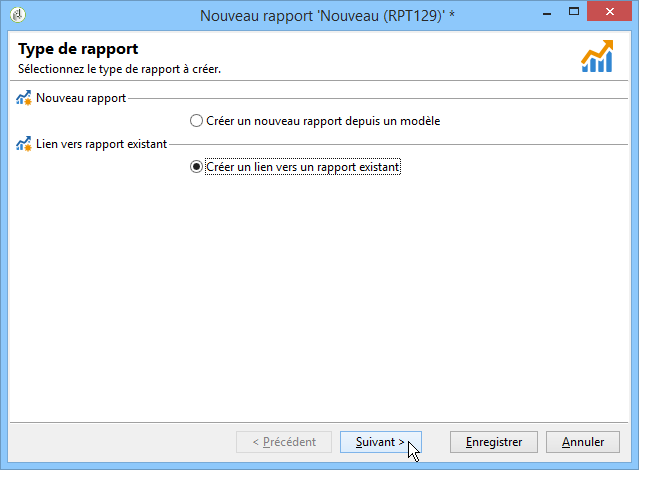 Nouveau rapport 'Nouveau (RPT129)' *
Type de rapport
Sélectionnez le type de rapport à créer.
Nouveau rapport
Créer un nouveau rapport depuis un modèle
Lien vers rapport existant
Créer un lien vers un rapport existant
< Précédent
Suivant >
Enregistrer
Annuler